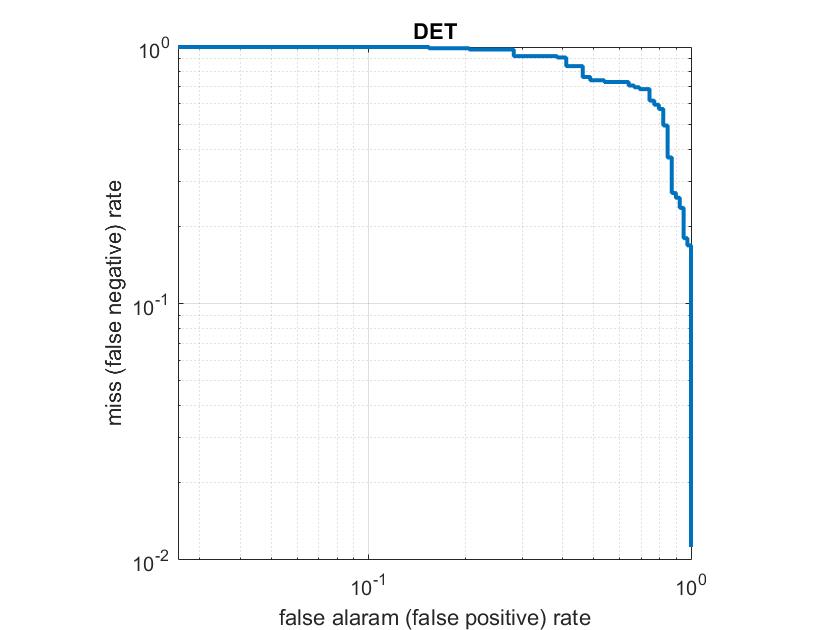 DET
10^0
10^-1
10^-2
miss (false negative) rate
10^-1
10^0
false alaram (false positive) rate